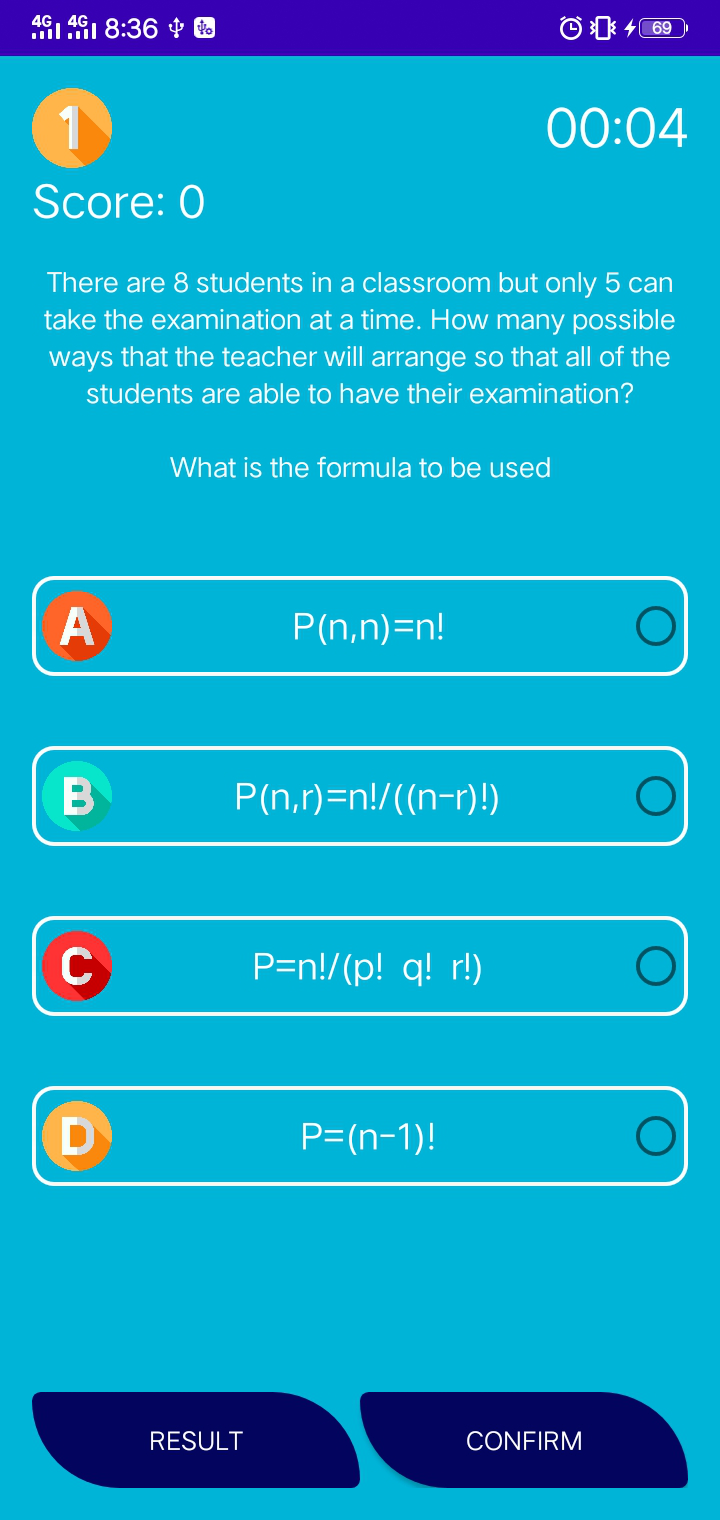 4G 4G 8:36 69
1 00:04
Score: 0
There are 8 students in a classroom but only 5 can
take the examination at a time. How many possible
ways that the teacher will arrange so that all of the
students are able to have their examination?
What is the formula to be used
A P(n,n)=n!
B P(n,r)=n!/((n-r)!)
C P=n!/(p!  q!  r!)
D P=(n-1)!
RESULT CONFIRM